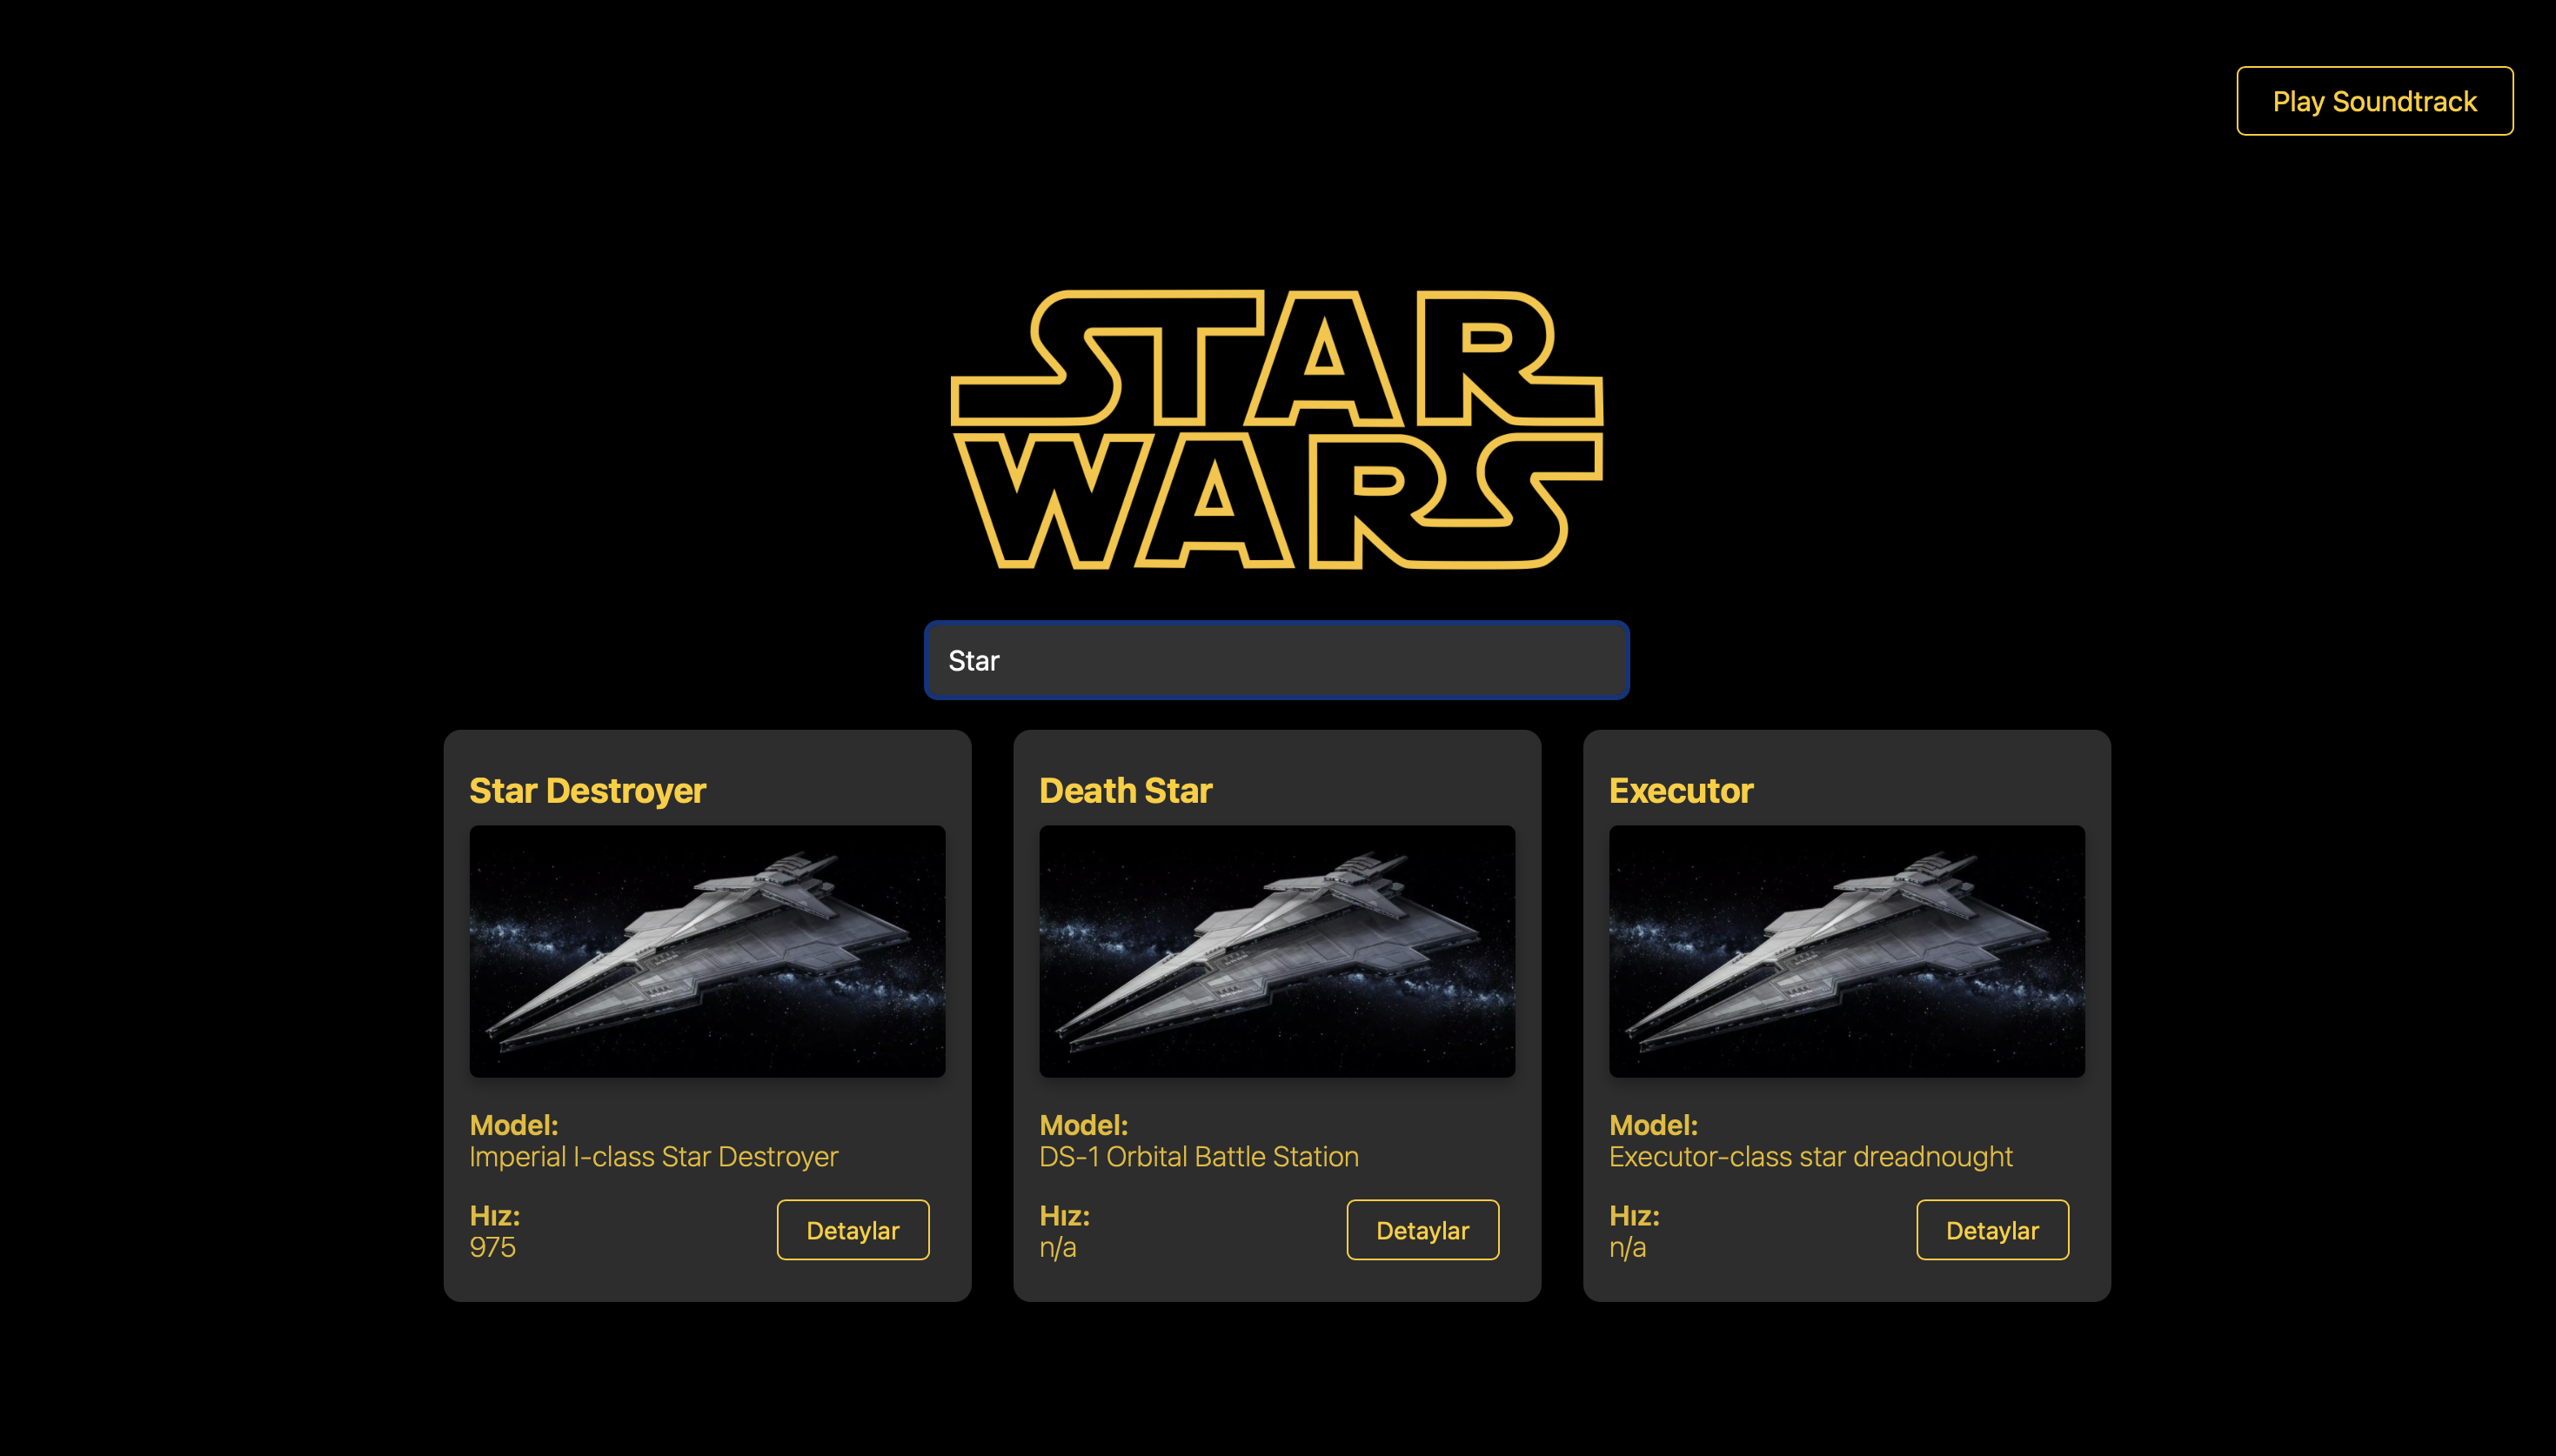 Play Soundtrack
STAR
WARS
Star
Star Destroyer
Model:
Imperial I-class Star Destroyer
Hız:
975
Detaylar
Death Star
Model:
DS-1 Orbital Battle Station
Hız:
n/a
Detaylar
Executor
Model:
Executor-class star dreadnought
Hız:
n/a
Detaylar